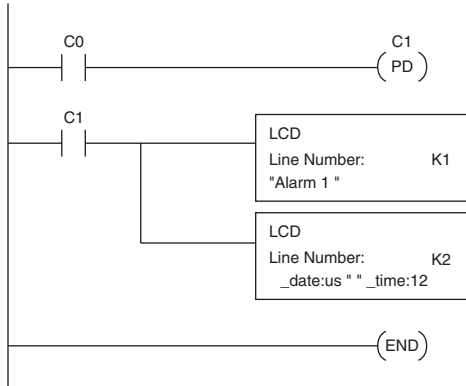 C0 C1
PD
C1
LCD
Line Number: K1
"Alarm 1 "
LCD
Line Number: K2
_date:us " " _time:12
END